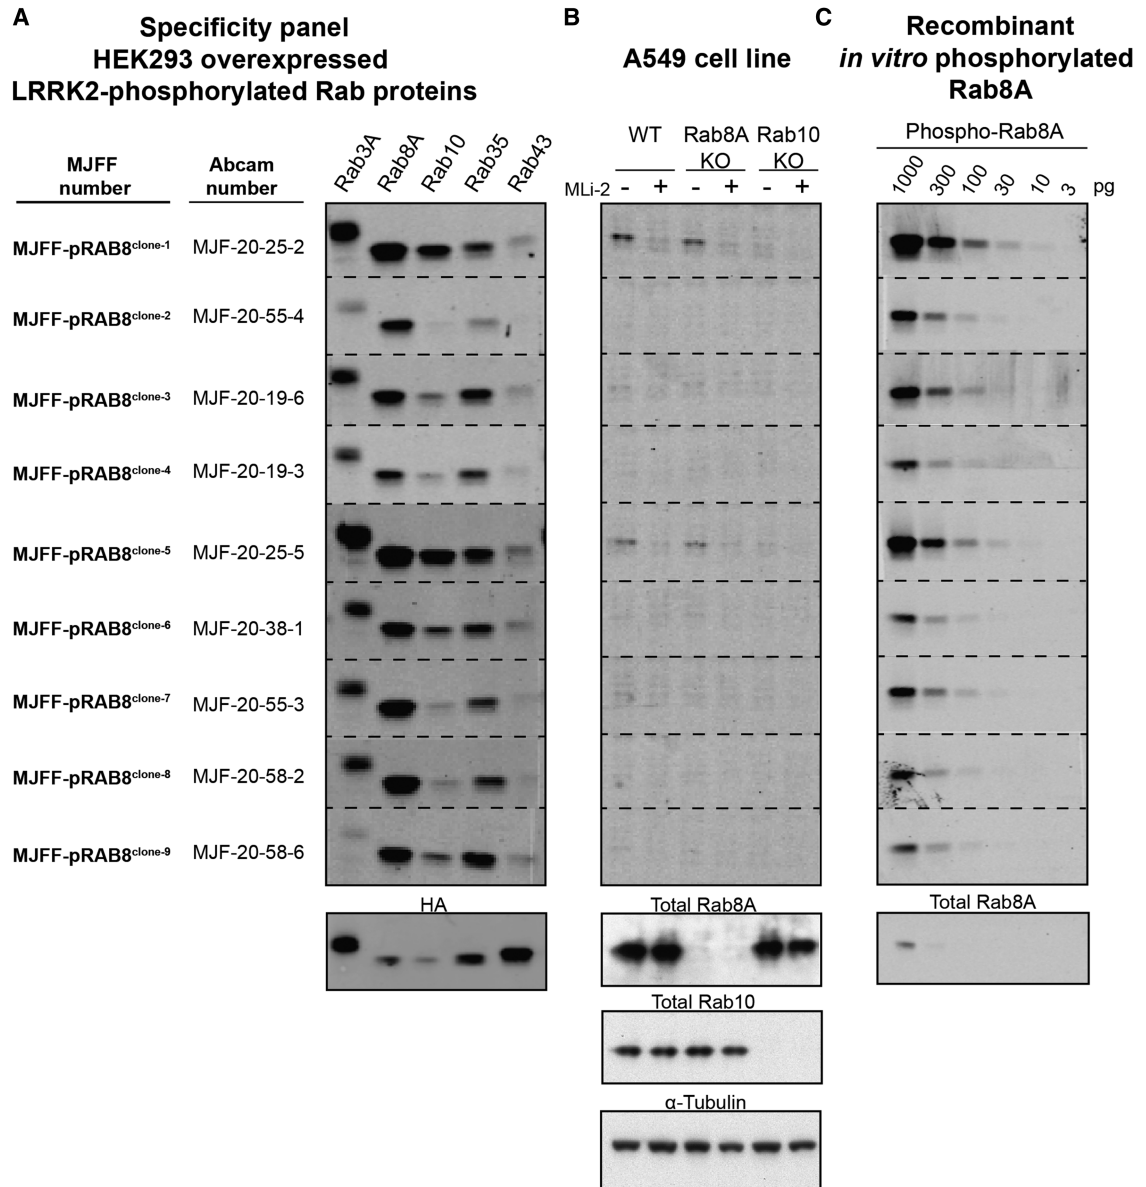 A
Specificity panel
HEK293 overexpressed
LRRK2-phosphorylated Rab proteins
MJFF number
Abcam number
Rab3A Rab8A Rab10 Rab35 Rab43
MJFF-pRAB8clone-1 MJF-20-25-2
MJFF-pRAB8clone-2 MJF-20-55-4
MJFF-pRAB8clone-3 MJF-20-19-6
MJFF-pRAB8clone-4 MJF-20-19-3
MJFF-pRAB8clone-5 MJF-20-25-5
MJFF-pRAB8clone-6 MJF-20-38-1
MJFF-pRAB8clone-7 MJF-20-55-3
MJFF-pRAB8clone-8 MJF-20-58-2
MJFF-pRAB8clone-9 MJF-20-58-6
HA
B
A549 cell line
WT Rab8A KO Rab10 KO
MLi-2 - + - + - +
Total Rab8A
Total Rab10
α-Tubulin
C
Recombinant
in vitro phosphorylated
Rab8A
Phospho-Rab8A
1000 300 100 30 10 3 pg
Total Rab8A